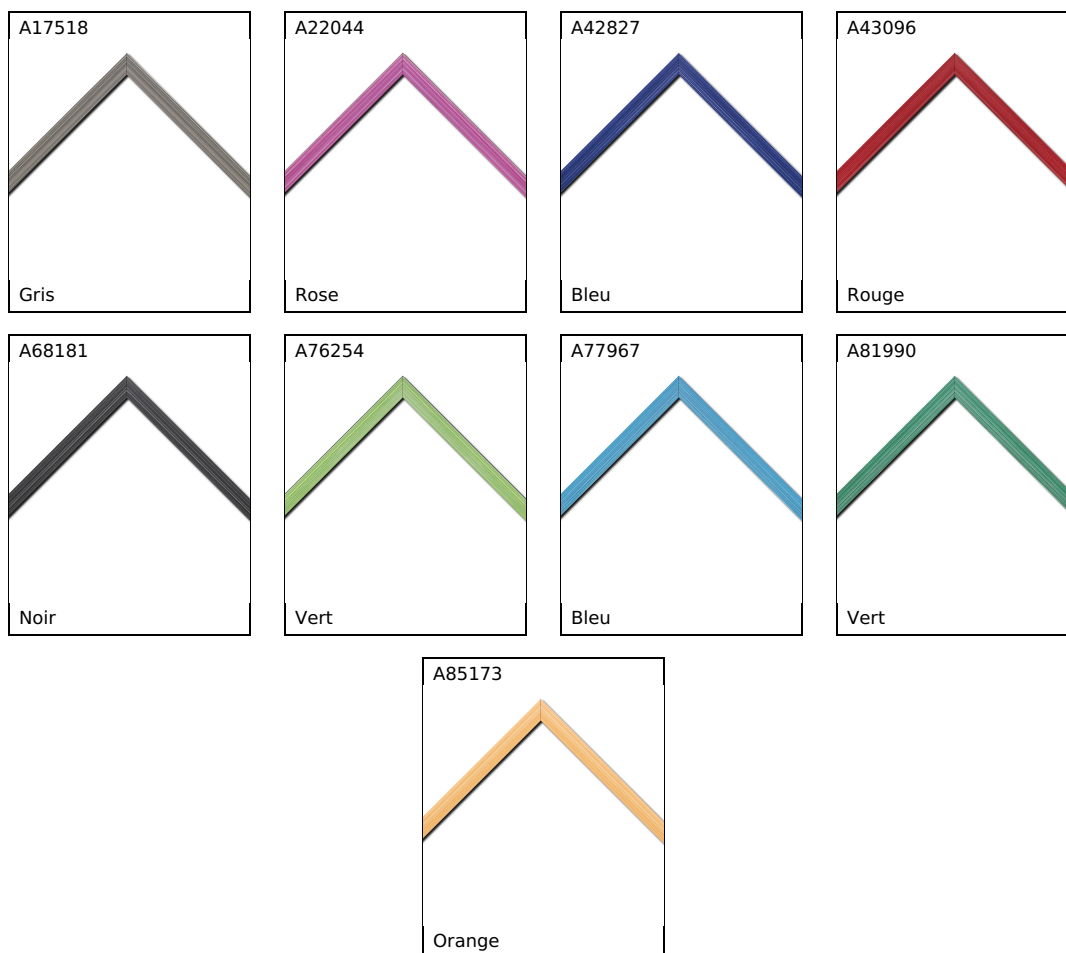 A17518
Gris
A22044
Rose
A42827
Bleu
A43096
Rouge
A68181
Noir
A76254
Vert
A77967
Bleu
A81990
Vert
A85173
Orange